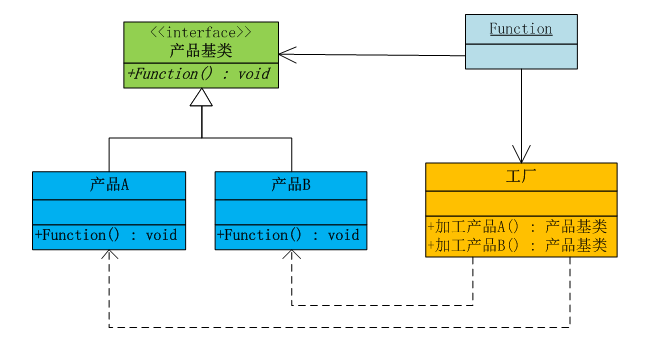 <<interface>>
产品基类
+Function() : void
Function
产品A
+Function() : void
产品B
+Function() : void
工厂
+加工产品A() : 产品基类
+加工产品B() : 产品基类